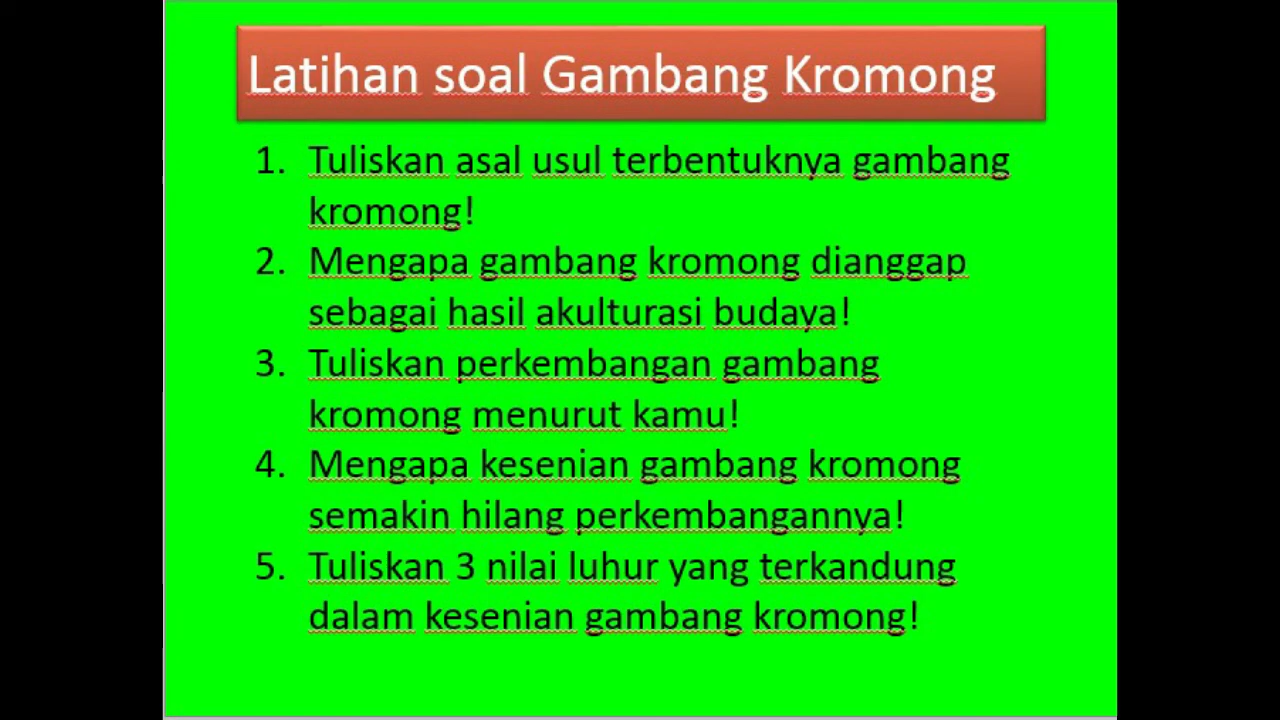 Latihan soal Gambang Kromong
1. Tuliskan asal usul terbentuknya gambang
kromong!
2. Mengapa gambang kromong dianggap
sebagai hasil akulturasi budaya!
3. Tuliskan perkembangan gambang
kromong menurut kamu!
4. Mengapa kesenian gambang kromong
semakin hilang perkembangannya!
5. Tuliskan 3 nilai luhur yang terkandung
dalam kesenian gambang kromong!